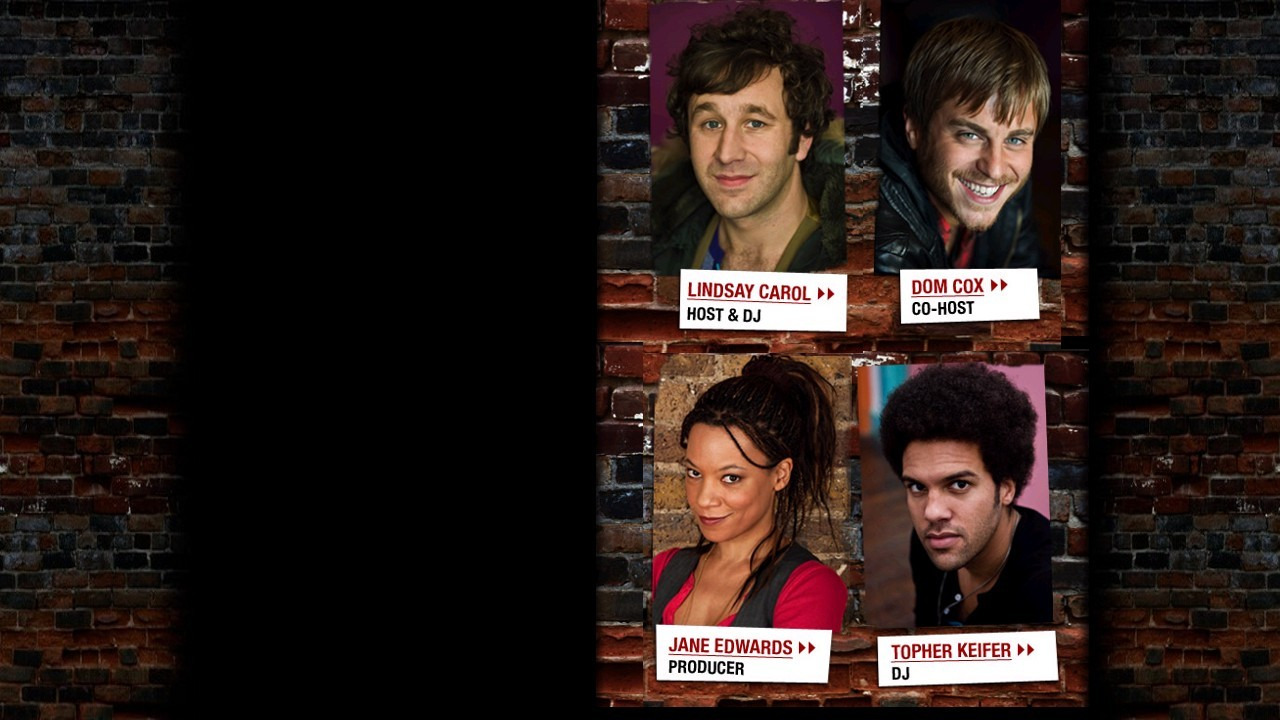 LINDSAY CAROL
HOST & DJ
DOM COX
CO-HOST
JANE EDWARDS
PRODUCER
TOPHER KEIFER
DJ